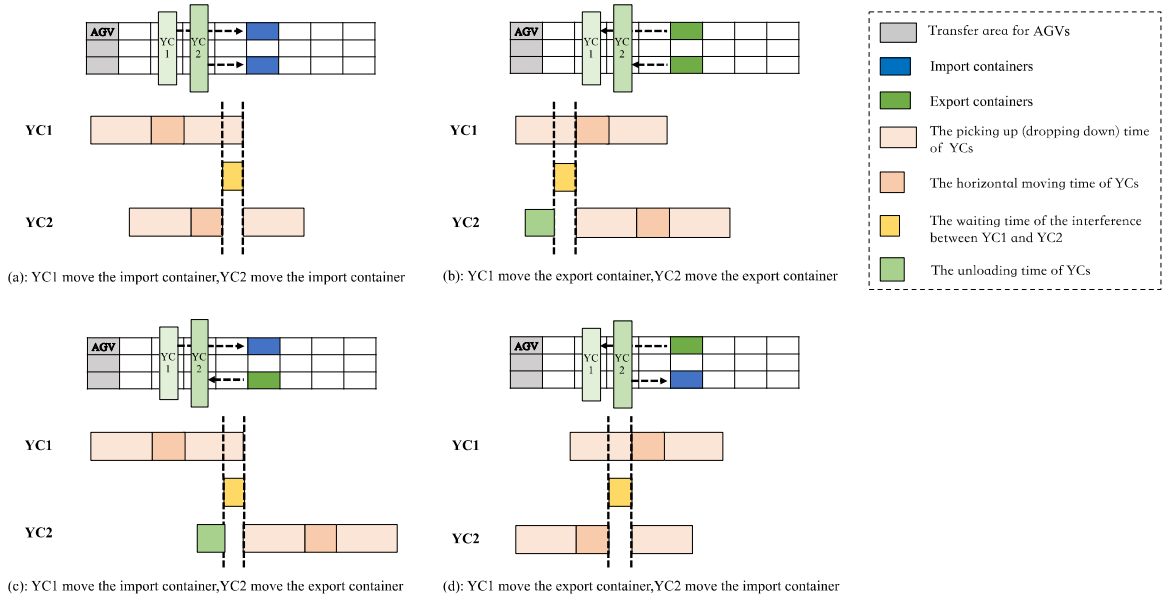 AGV
YC
1
YC
2
YC1
YC2
(a): YC1 move the import container,YC2 move the import container
AGV
YC
1
YC
2
YC1
YC2
(b): YC1 move the export container,YC2 move the export container
Transfer area for AGVs
Import containers
Export containers
The picking up (dropping down) time
of YCs
The horizontal moving time of YCs
The waiting time of the interference
between YC1 and YC2
The unloading time of YCs
AGV
YC
1
YC
2
YC1
YC2
(c): YC1 move the import container,YC2 move the export container
AGV
YC
1
YC
2
YC1
YC2
(d): YC1 move the export container,YC2 move the import container